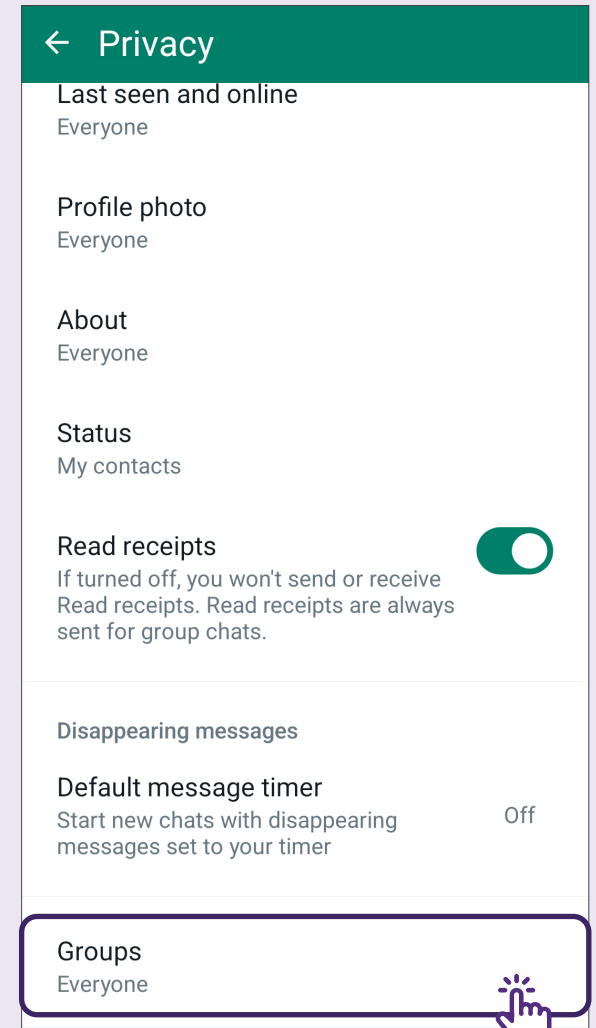 Privacy
Last seen and online
Everyone
Profile photo
Everyone
About
Everyone
Status
My contacts
Read receipts
If turned off, you won't send or receive
Read receipts. Read receipts are always
sent for group chats.
Disappearing messages
Default message timer
Start new chats with disappearing
messages set to your timer
Off
Groups
Everyone